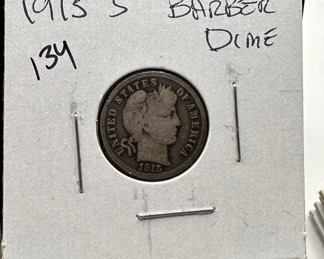 1915 S BARBER
134 DIME
UNITED STATES OF AMERICA
1915